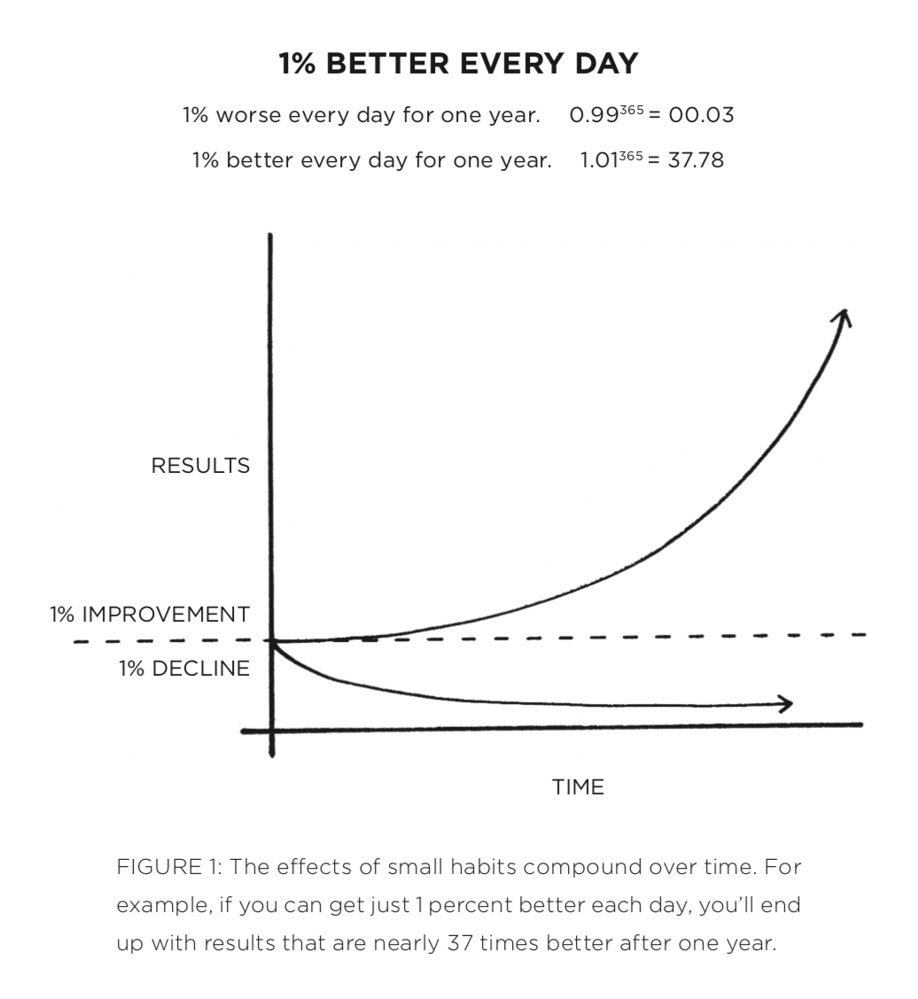 1% BETTER EVERY DAY
1% worse every day for one year. 0.99³⁶⁵ = 00.03
1% better every day for one year. 1.01³⁶⁵ = 37.78
RESULTS
1% IMPROVEMENT
1% DECLINE
TIME
FIGURE 1: The effects of small habits compound over time. For
example, if you can get just 1 percent better each day, you’ll end
up with results that are nearly 37 times better after one year.